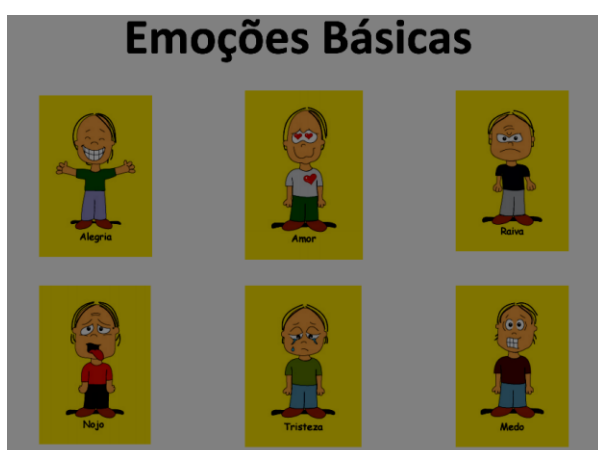 Emoções Básicas
Alegria
Amor
Raiva
Nojo
Tristeza
Medo